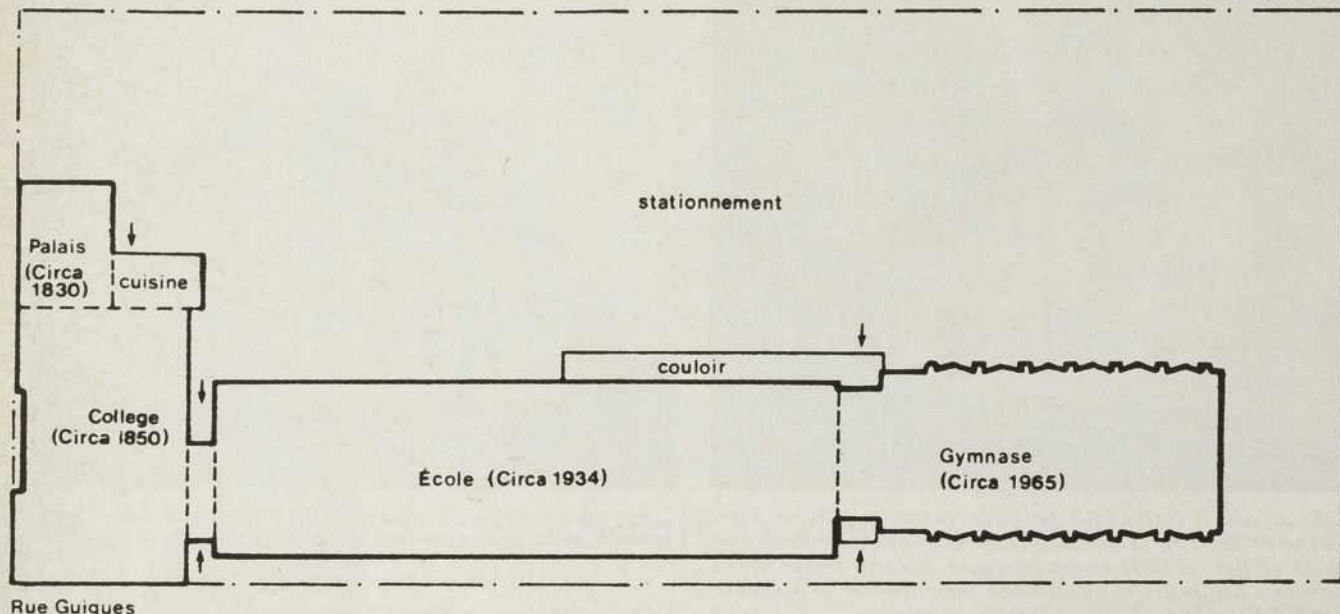 stationnement
Palais
(Circa
1830)
cuisine
couloir
College
(Circa 1850)
École (Circa 1934)
Gymnase
(Circa 1965)
Rue Guigues